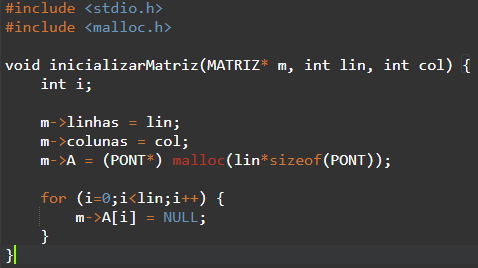 #include <stdio.h>
#include <malloc.h>
void inicializarMatriz(MATRIZ* m, int lin, int col) {
int i;
m->linhas = lin;
m->colunas = col;
m->A = (PONT*) malloc(lin*sizeof(PONT));
for (i=0;i<lin;i++) {
m->A[i] = NULL;
}
}